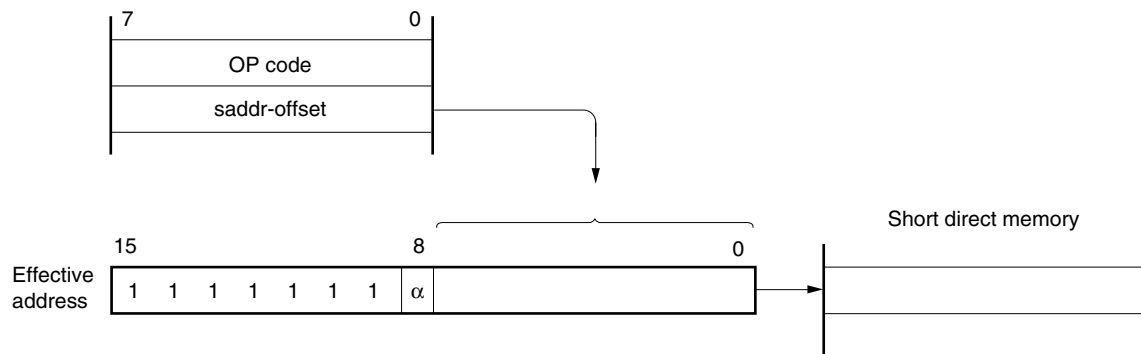 7 0
OP code
saddr-offset
Short direct memory
15 8 0
Effective
address
1 1 1 1 1 1 1 α